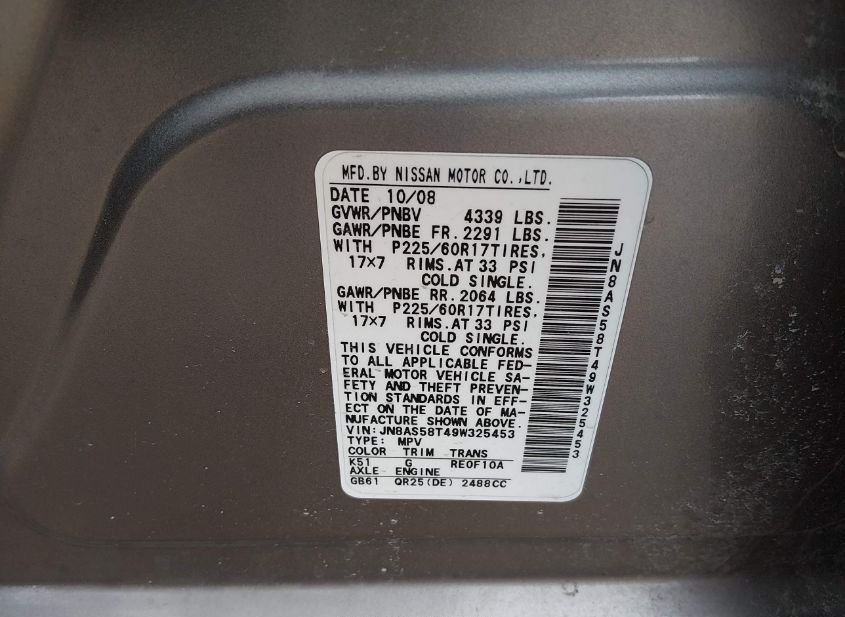 MFD.BY NISSAN MOTOR CO.,LTD.
DATE 10/08
GVWR/PNBV 4339 LBS.
GAWR/PNBE FR.2291 LBS.
WITH P225/60R17TIRES,
17×7 RIMS.AT 33 PSI
COLD SINGLE.
GAWR/PNBE RR.2064 LBS.
WITH P225/60R17TIRES,
17×7 RIMS.AT 33 PSI
COLD SINGLE.
THIS VEHICLE CONFORMS
TO ALL APPLICABLE FED-
ERAL MOTOR VEHICLE SA-
FETY AND THEFT PREVEN-
TION STANDARDS IN EFF-
ECT ON THE DATE OF MA-
NUFACTURE SHOWN ABOVE.
VIN:JN8AS58T49W325453
TYPE: MPV
COLOR TRIM TRANS
K51 G RE0F10A
AXLE ENGINE
GB61 QR25(DE) 2488CC
JN8AS58T49W325453